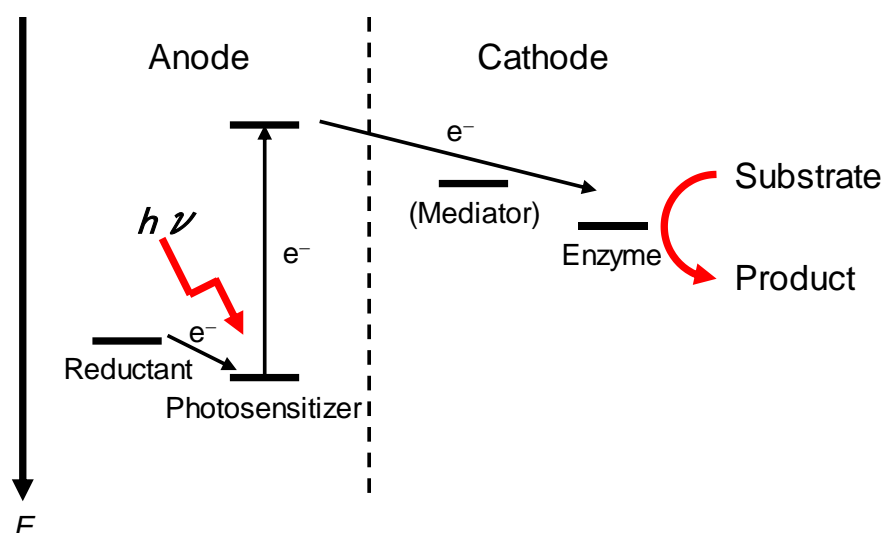 Anode
Cathode
e⁻
Substrate
(Mediator)
hν
Enzyme
e⁻
Product
e⁻
Reductant
Photosensitizer
E